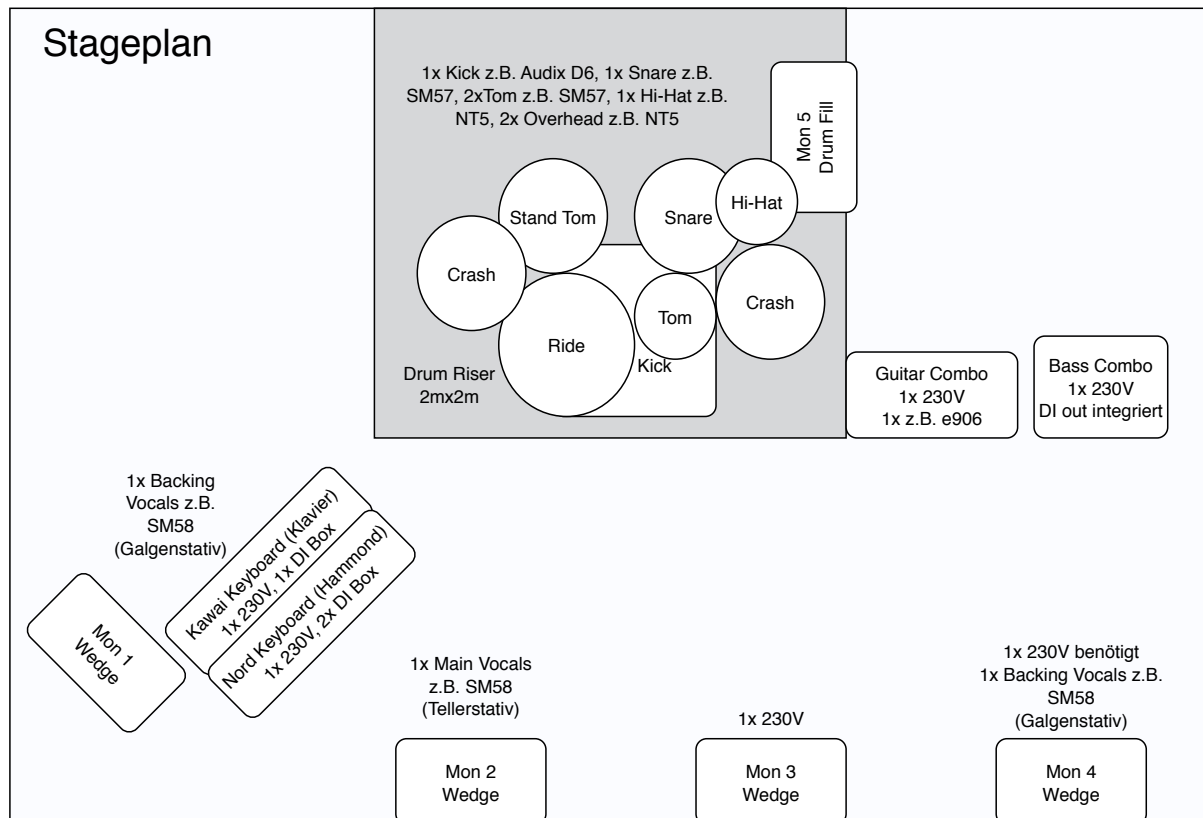 Stageplan
1x Kick z.B. Audix D6, 1x Snare z.B.
SM57, 2xTom z.B. SM57, 1x Hi-Hat z.B.
NT5, 2x Overhead z.B. NT5
Mon 5
Drum Fill
Stand Tom
Snare
Hi-Hat
Crash
Ride
Tom
Crash
Kick
Drum Riser
2mx2m
Guitar Combo
1x 230V
1x z.B. e906
Bass Combo
1x 230V
DI out integriert
1x Backing
Vocals z.B.
SM58
(Galgenstativ)
Kawai Keyboard (Klavier)
1x 230V, 1x DI Box
Nord Keyboard (Hammond)
1x 230V, 2x DI Box
Mon 1
Wedge
1x Main Vocals
z.B. SM58
(Tellerstativ)
Mon 2
Wedge
1x 230V
Mon 3
Wedge
1x 230V benötigt
1x Backing Vocals z.B.
SM58
(Galgenstativ)
Mon 4
Wedge